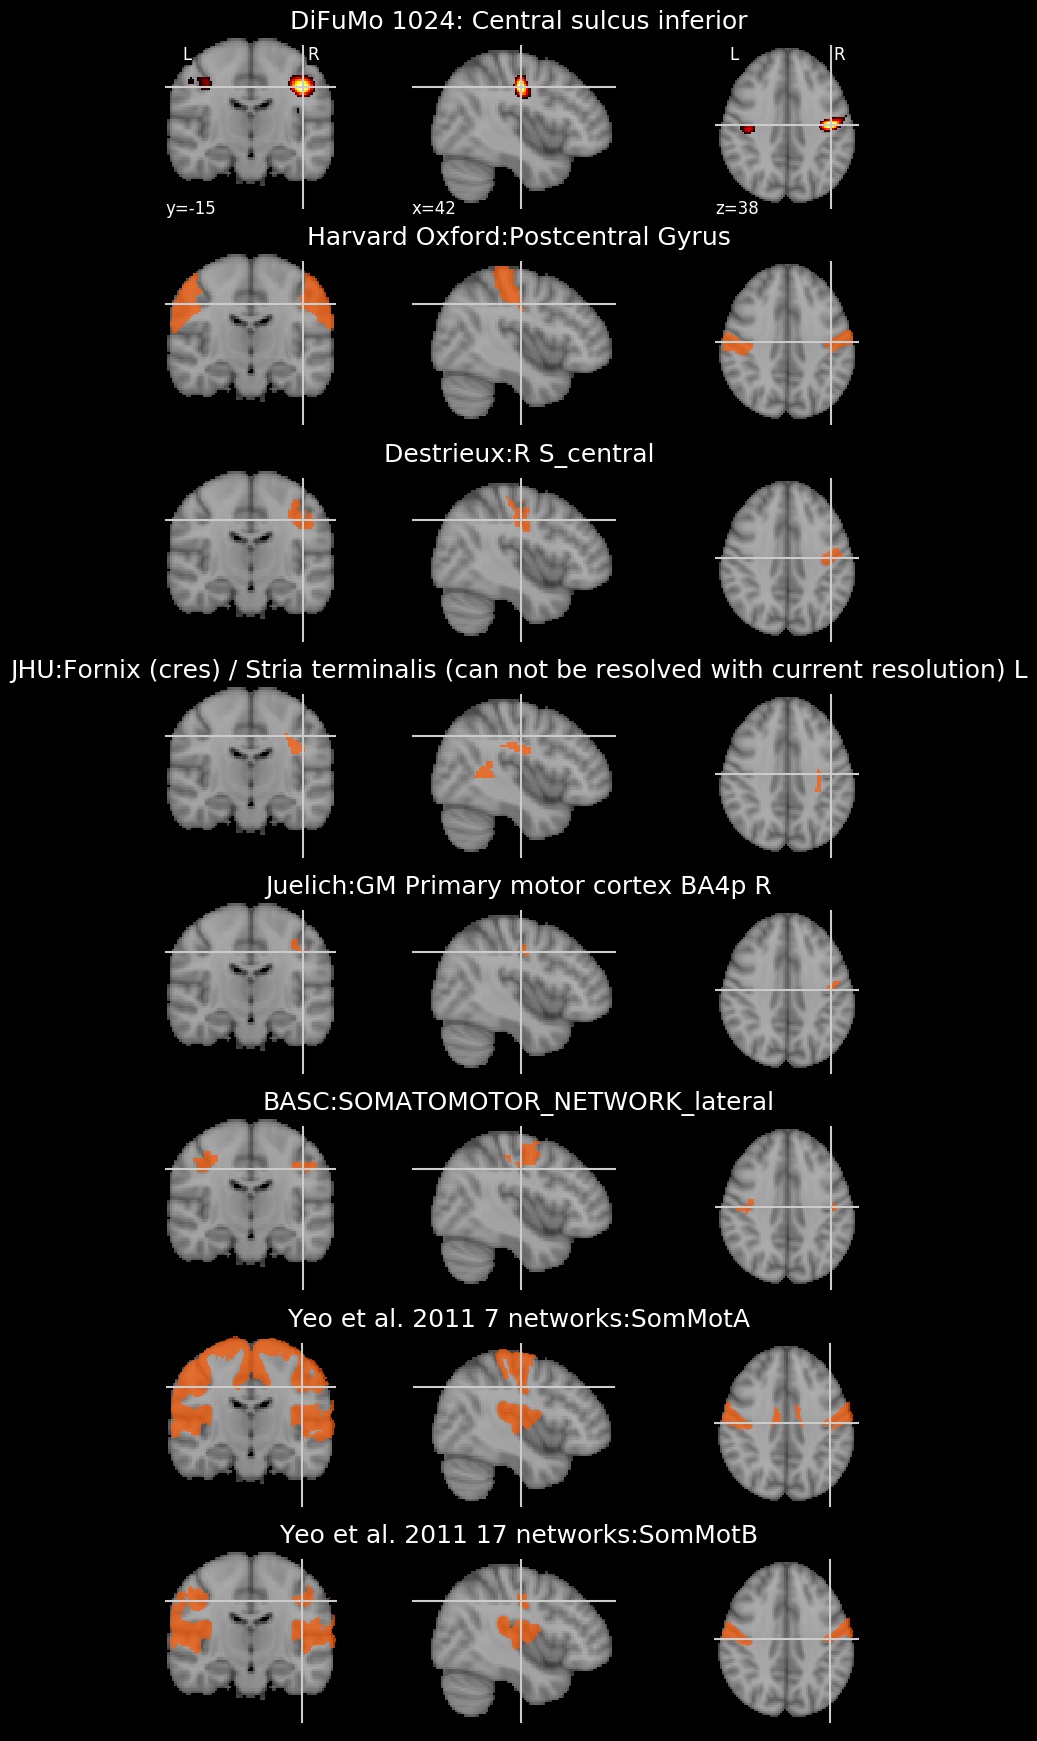 DiFuMo 1024: Central sulcus inferior
L R L R
y=-15 x=42 z=38
Harvard Oxford:Postcentral Gyrus
Destrieux:R S_central
JHU:Fornix (cres) / Stria terminalis (can not be resolved with current resolution) L
Juelich:GM Primary motor cortex BA4p R
BASC:SOMATOMOTOR_NETWORK_lateral
Yeo et al. 2011 7 networks:SomMotA
Yeo et al. 2011 17 networks:SomMotB